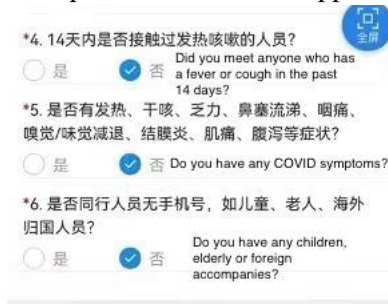 全屏
*4. 14天内是否接触过发热咳嗽的人员？
是
否
Did you meet anyone who has
a fever or cough in the past
14 days?
*5. 是否有发热、干咳、乏力、鼻塞流涕、咽痛、
嗅觉/味觉减退、结膜炎、肌痛、腹泻等症状？
是
否
Do you have any COVID symptoms?
*6. 是否同行人员无手机号，如儿童、老人、海外
归国人员？
是
否
Do you have any children,
elderly or foreign
accompanies?